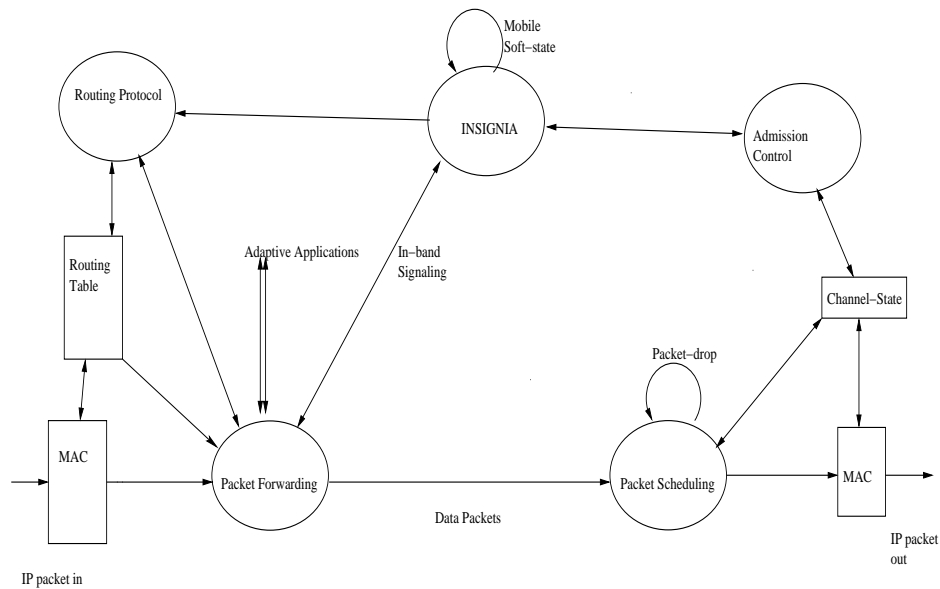 Mobile
Soft-state
Routing Protocol
INSIGNIA
Admission
Control
Adaptive Applications
In-band
Signaling
Routing
Table
Channel-State
Packet-drop
MAC
Packet Forwarding
Packet Scheduling
MAC
Data Packets
IP packet
out
IP packet in